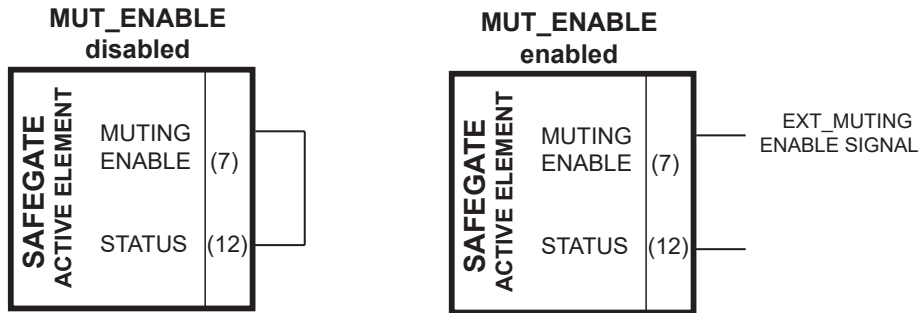 MUT_ENABLE
disabled
SAFEGATE
ACTIVE ELEMENT
MUTING
ENABLE
(7)
STATUS
(12)
MUT_ENABLE
enabled
SAFEGATE
ACTIVE ELEMENT
MUTING
ENABLE
(7)
STATUS
(12)
EXT_MUTING
ENABLE SIGNAL